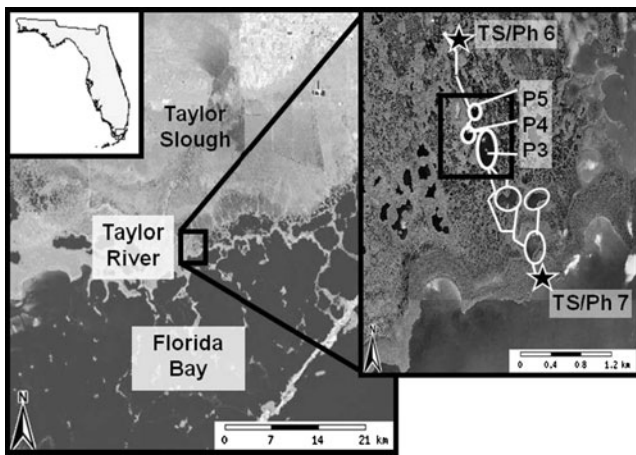 Taylor
Slough
Taylor
River
Florida
Bay
N
0 7 14 21 km
TS/Ph 6
P5
P4
P3
TS/Ph 7
N
0 0.4 0.8 1.2 km